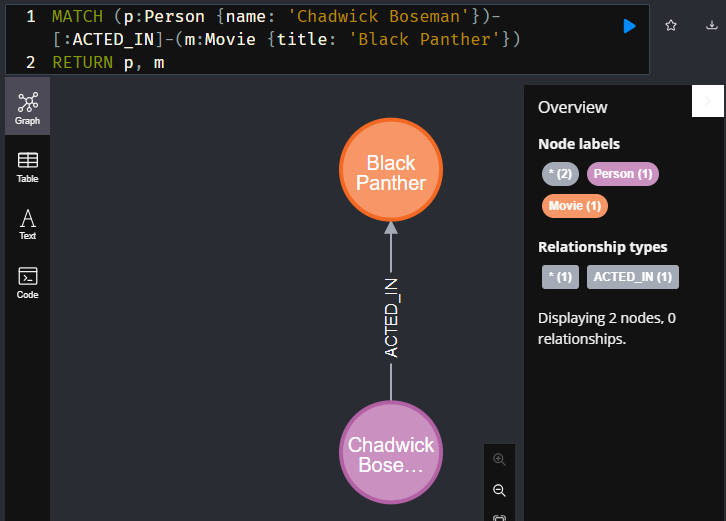 1 MATCH (p:Person {name: 'Chadwick Boseman'})-
[:ACTED_IN]-(m:Movie {title: 'Black Panther'})
2 RETURN p, m
Graph
Table
Text
Code
Black
Panther
ACTED_IN
Chadwick
Bose...
Overview
Node labels
* (2) Person (1)
Movie (1)
Relationship types
* (1) ACTED_IN (1)
Displaying 2 nodes, 0
relationships.